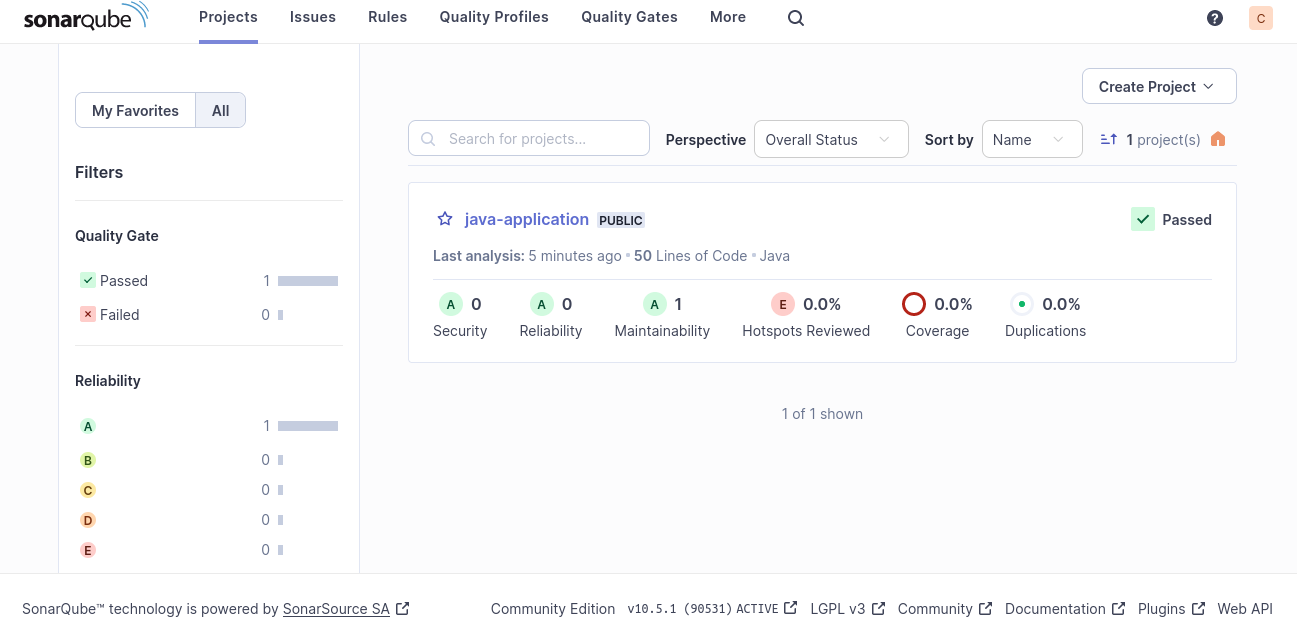 sonarqube Projects Issues Rules Quality Profiles Quality Gates More ? C
Create Project
My Favorites All
Search for projects... Perspective Overall Status Sort by Name 1 project(s)
Filters
Quality Gate
Passed 1
Failed 0
Reliability
A 1
B 0
C 0
D 0
E 0
java-application PUBLIC Passed
Last analysis: 5 minutes ago 50 Lines of Code Java
A 0 A 0 A 1 E 0.0% 0.0% 0.0%
Security Reliability Maintainability Hotspots Reviewed Coverage Duplications
1 of 1 shown
SonarQube™ technology is powered by SonarSource SA Community Edition v10.5.1 (90531) ACTIVE LGPL v3 Community Documentation Plugins Web API